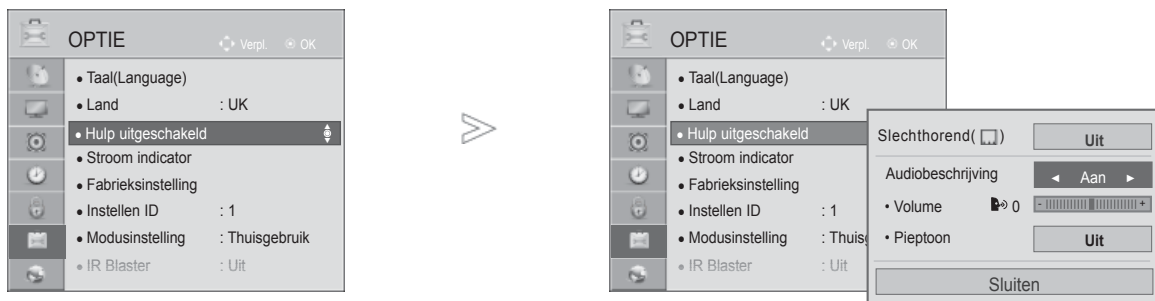 OPTIE Verpl. OK
• Taal(Language)
• Land : UK
• Hulp uitgeschakeld
• Stroom indicator
• Fabrieksinstelling
• Instellen ID : 1
• Modusinstelling : Thuisgebruik
• IR Blaster : Uit
OPTIE Verpl. OK
• Taal(Language)
• Land : UK
• Hulp uitgeschakeld
• Stroom indicator
• Fabrieksinstelling
• Instellen ID : 1
• Modusinstelling : Thuisg
• IR Blaster : Uit
Slechthorend( ) Uit
Audiobeschrijving ◄ Aan ►
• Volume 0 - +
• Pieptoon Uit
Sluiten